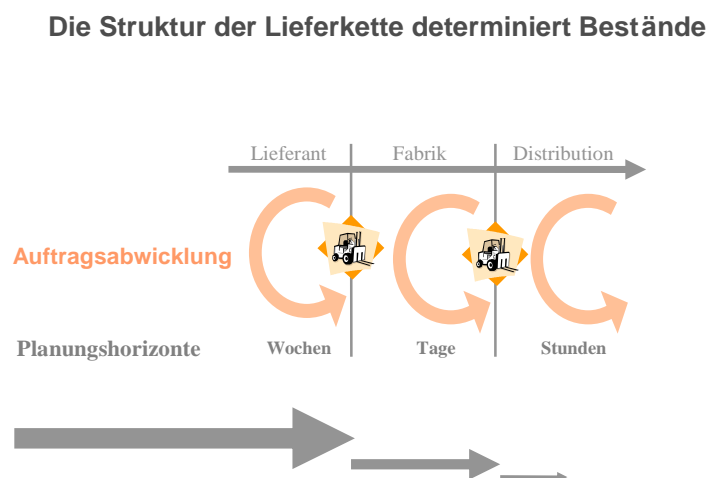 Die Struktur der Lieferkette determiniert Bestände
Lieferant Fabrik Distribution
Auftragsabwicklung
Planungshorizonte Wochen Tage Stunden